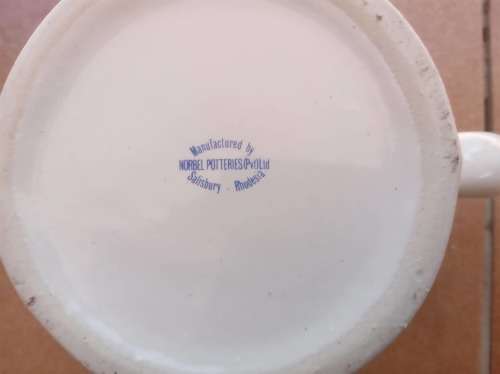 Manufactured by
NORBEL POTTERIES (Pvt) Ltd
Salisbury - Rhodesia